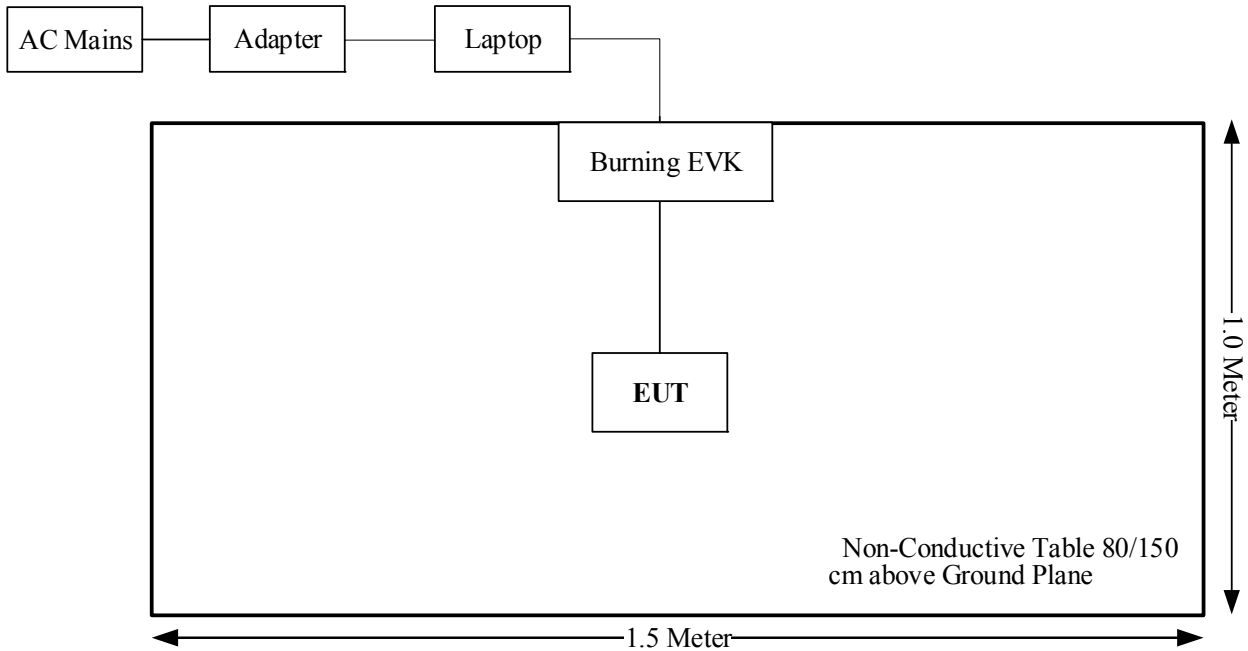 AC Mains
Adapter
Laptop
Burning EVK
EUT
1.0 Meter
Non-Conductive Table 80/150
cm above Ground Plane
1.5 Meter